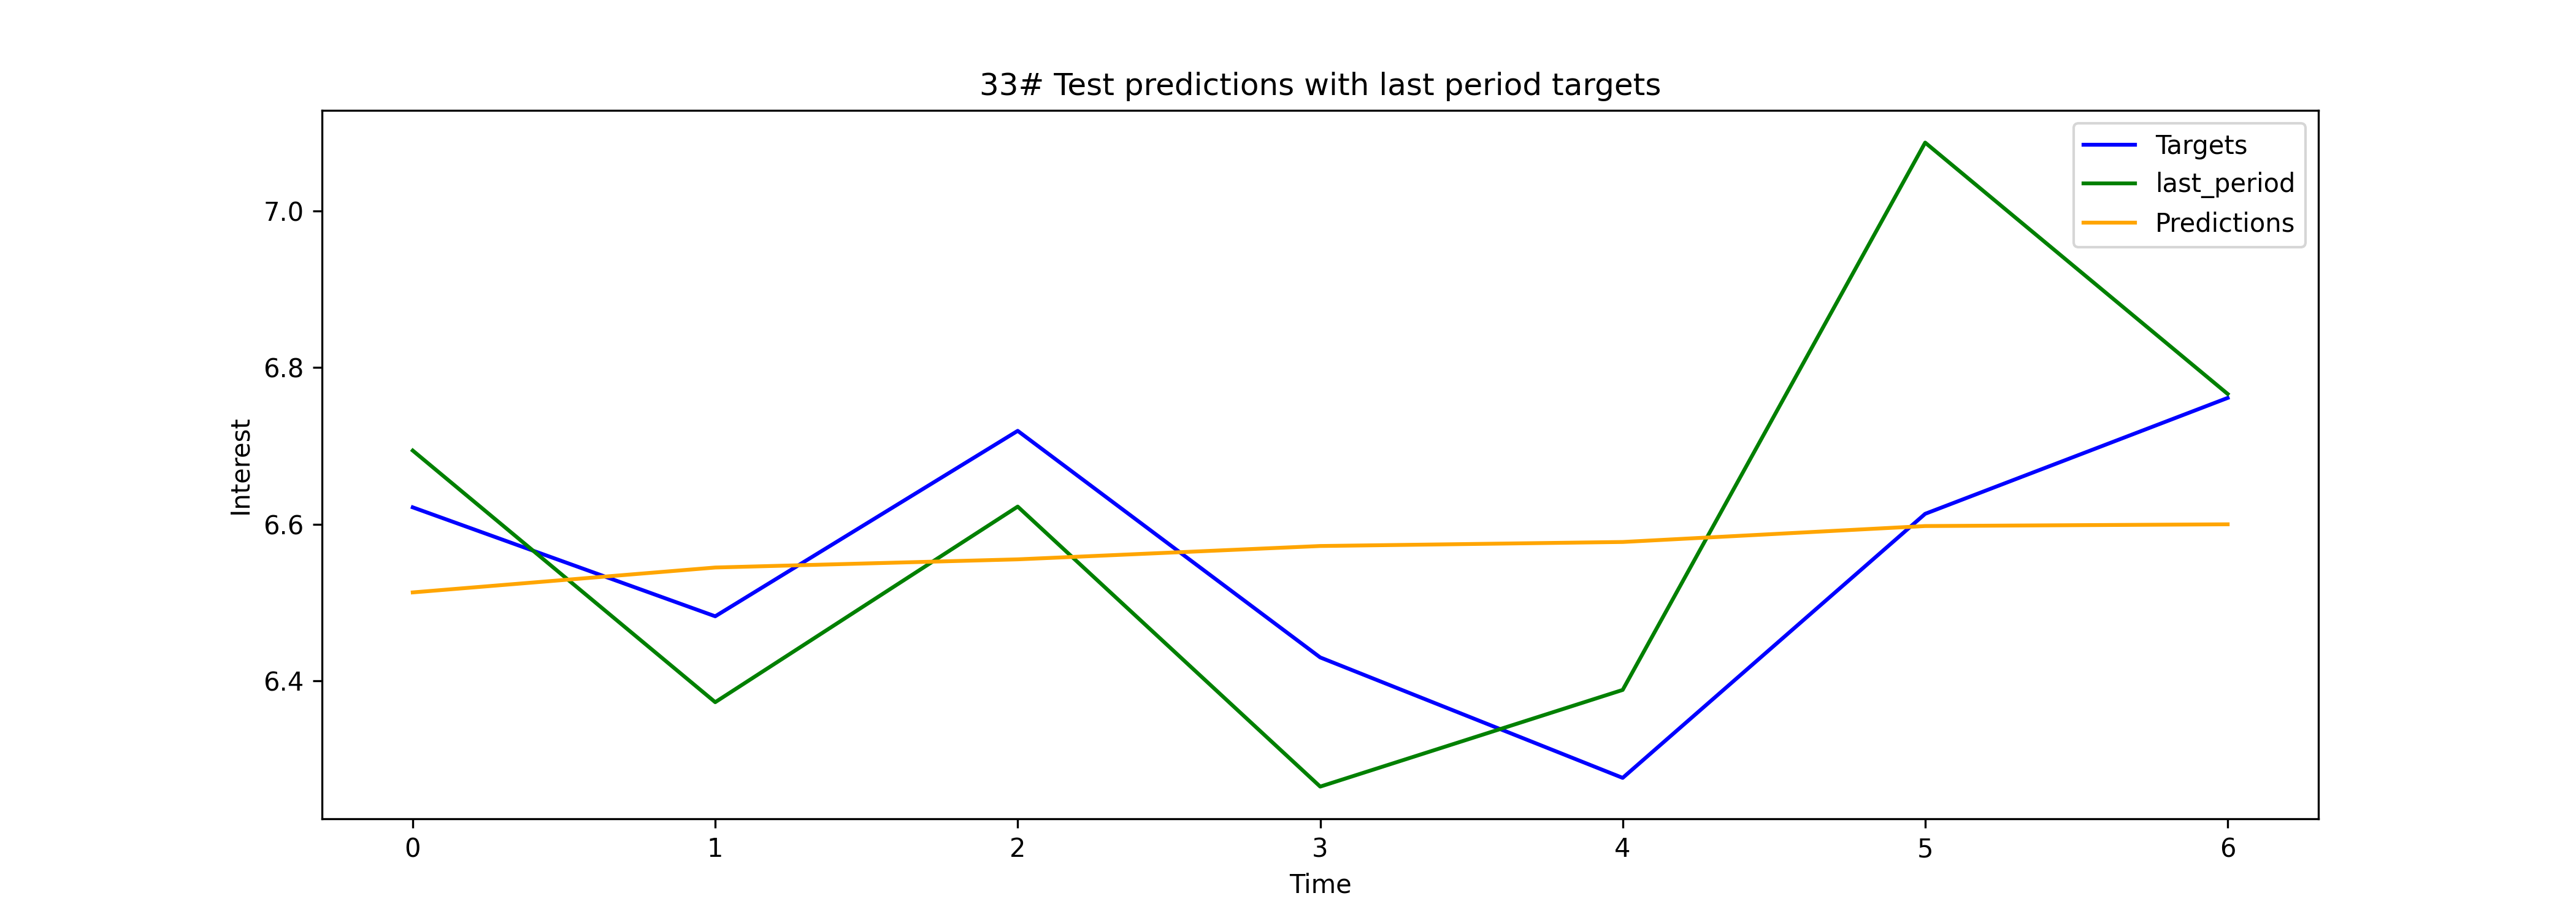 33# Test predictions with last period targets
Targets
last_period
Predictions
7.0
6.8
6.6
6.4
Interest
0 1 2 3 4 5 6
Time